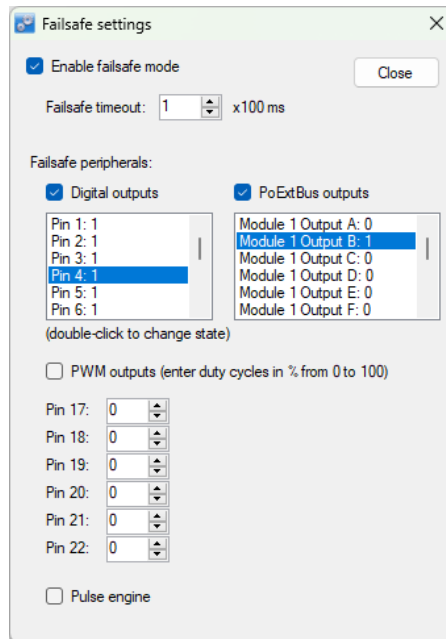 Failsafe settings
Enable failsafe mode
Close
Failsafe timeout: 1 x100 ms
Failsafe peripherals:
Digital outputs
Pin 1: 1
Pin 2: 1
Pin 3: 1
Pin 4: 1
Pin 5: 1
Pin 6: 1
(double-click to change state)
PoExtBus outputs
Module 1 Output A: 0
Module 1 Output B: 1
Module 1 Output C: 0
Module 1 Output D: 0
Module 1 Output E: 0
Module 1 Output F: 0
PWM outputs (enter duty cycles in % from 0 to 100)
Pin 17: 0
Pin 18: 0
Pin 19: 0
Pin 20: 0
Pin 21: 0
Pin 22: 0
Pulse engine